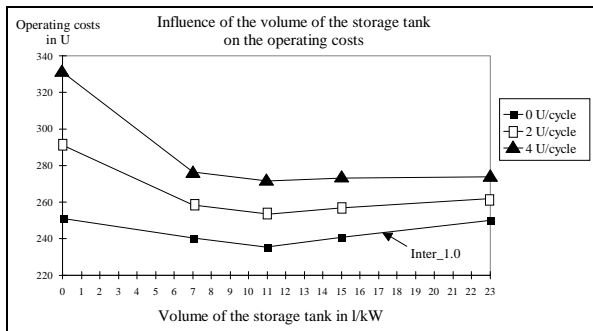 Operating costs
in U
Influence of the volume of the storage tank
on the operating costs
340
320
300
280
260
240
220
0 U/cycle
2 U/cycle
4 U/cycle
Inter_1.0
0 1 2 3 4 5 6 7 8 9 10 11 12 13 14 15 16 17 18 19 20 21 22 23
Volume of the storage tank in l/kW